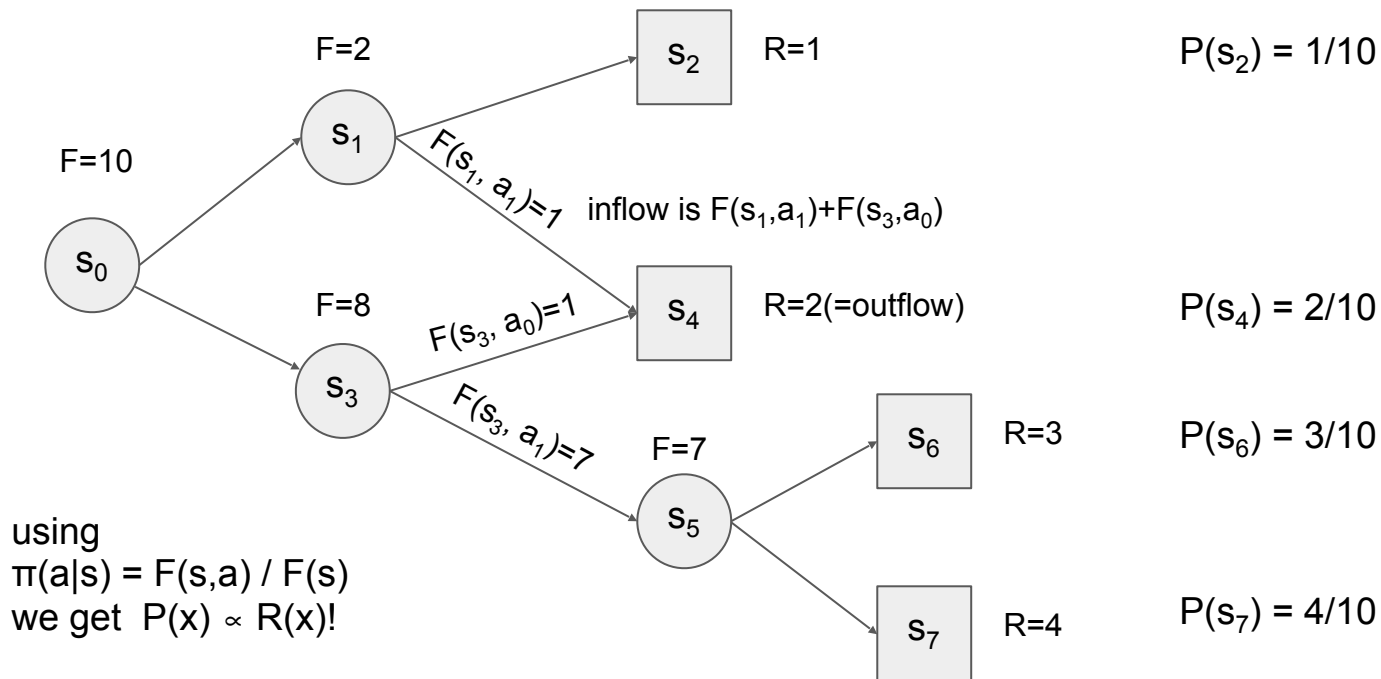 F=2
s₂
R=1
P(s₂) = 1/10
s₁
F=10
F(s₁, a₁)=1
inflow is F(s₁,a₁)+F(s₃,a₀)
s₀
F=8
F(s₃, a₀)=1
s₄
R=2(=outflow)
P(s₄) = 2/10
s₃
F(s₃, a₁)=7
F=7
s₆
R=3
P(s₆) = 3/10
s₅
using
π(a|s) = F(s,a) / F(s)
we get P(x) ∝ R(x)!
s₇
R=4
P(s₇) = 4/10